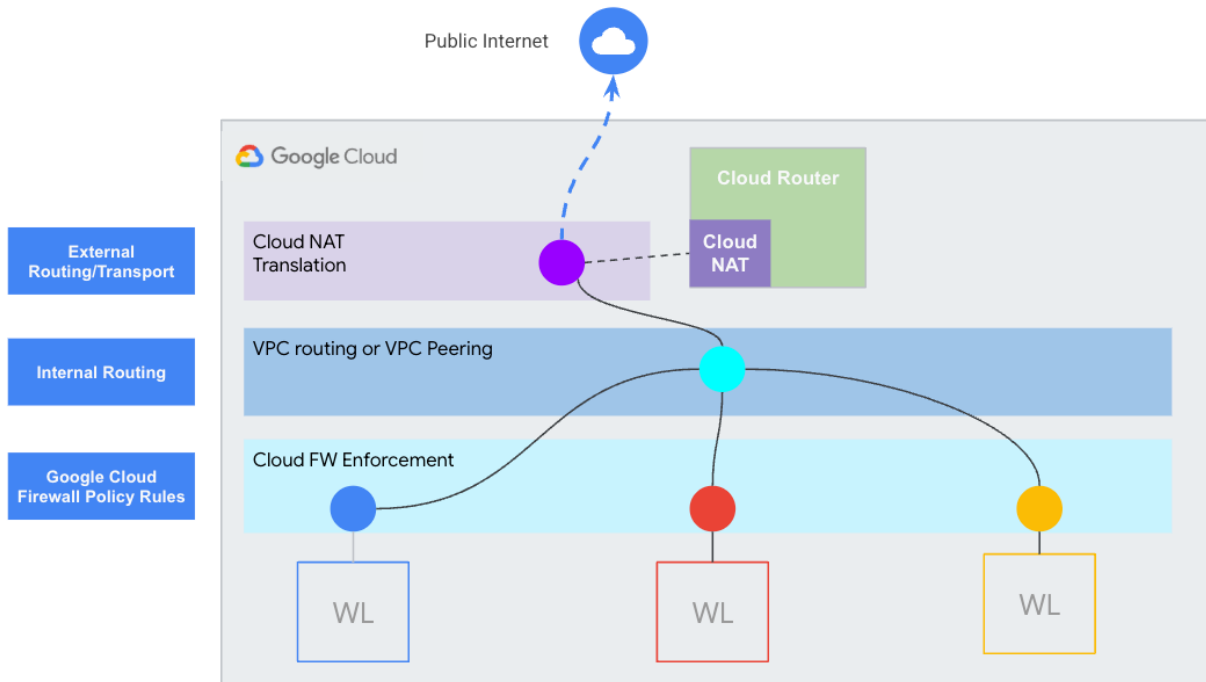 Public Internet
Google Cloud
Cloud Router
External
Routing/Transport
Cloud NAT
Translation
Cloud
NAT
Internal Routing
VPC routing or VPC Peering
Google Cloud
Firewall Policy Rules
Cloud FW Enforcement
WL
WL
WL